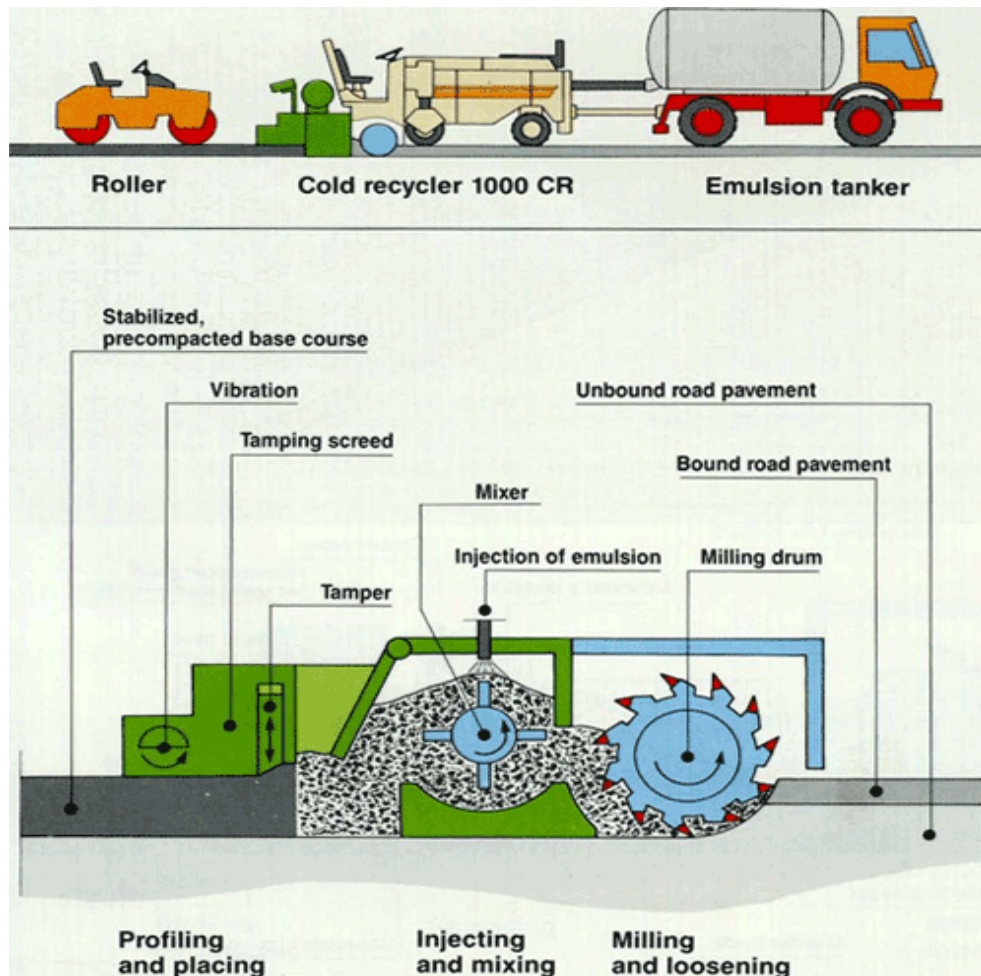 Roller
Cold recycler 1000 CR
Emulsion tanker
Stabilized,
precompacted base course
Vibration
Unbound road pavement
Tamping screed
Bound road pavement
Mixer
Injection of emulsion
Milling drum
Tamper
Profiling
and placing
Injecting
and mixing
Milling
and loosening